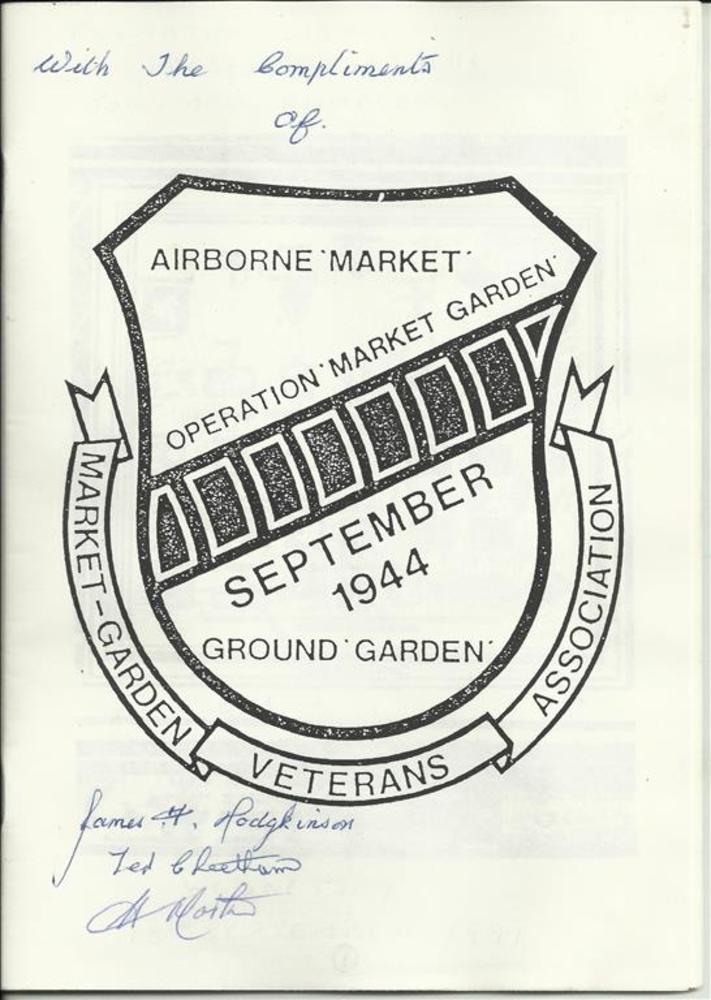 With The Compliments
Of.
AIRBORNE 'MARKET'
OPERATION 'MARKET GARDEN'
SEPTEMBER
1944
GROUND 'GARDEN'
MARKET-GARDEN
VETERANS
ASSOCIATION
James H. Hodgkinson
Ted Cheetham